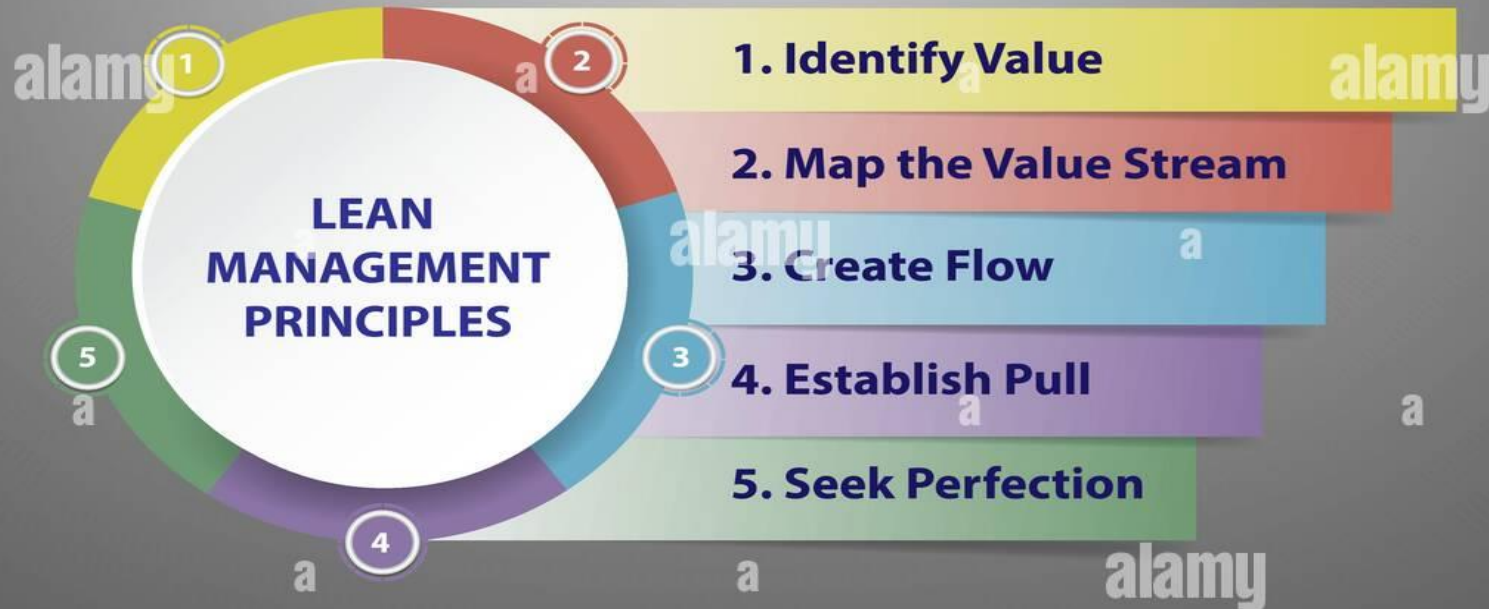 LEAN
MANAGEMENT
PRINCIPLES
1
2
3
4
5
1. Identify Value
2. Map the Value Stream
3. Create Flow
4. Establish Pull
5. Seek Perfection
alamy
a
alamy
a
a
alamy
a
a
a
a
a
a
alamy